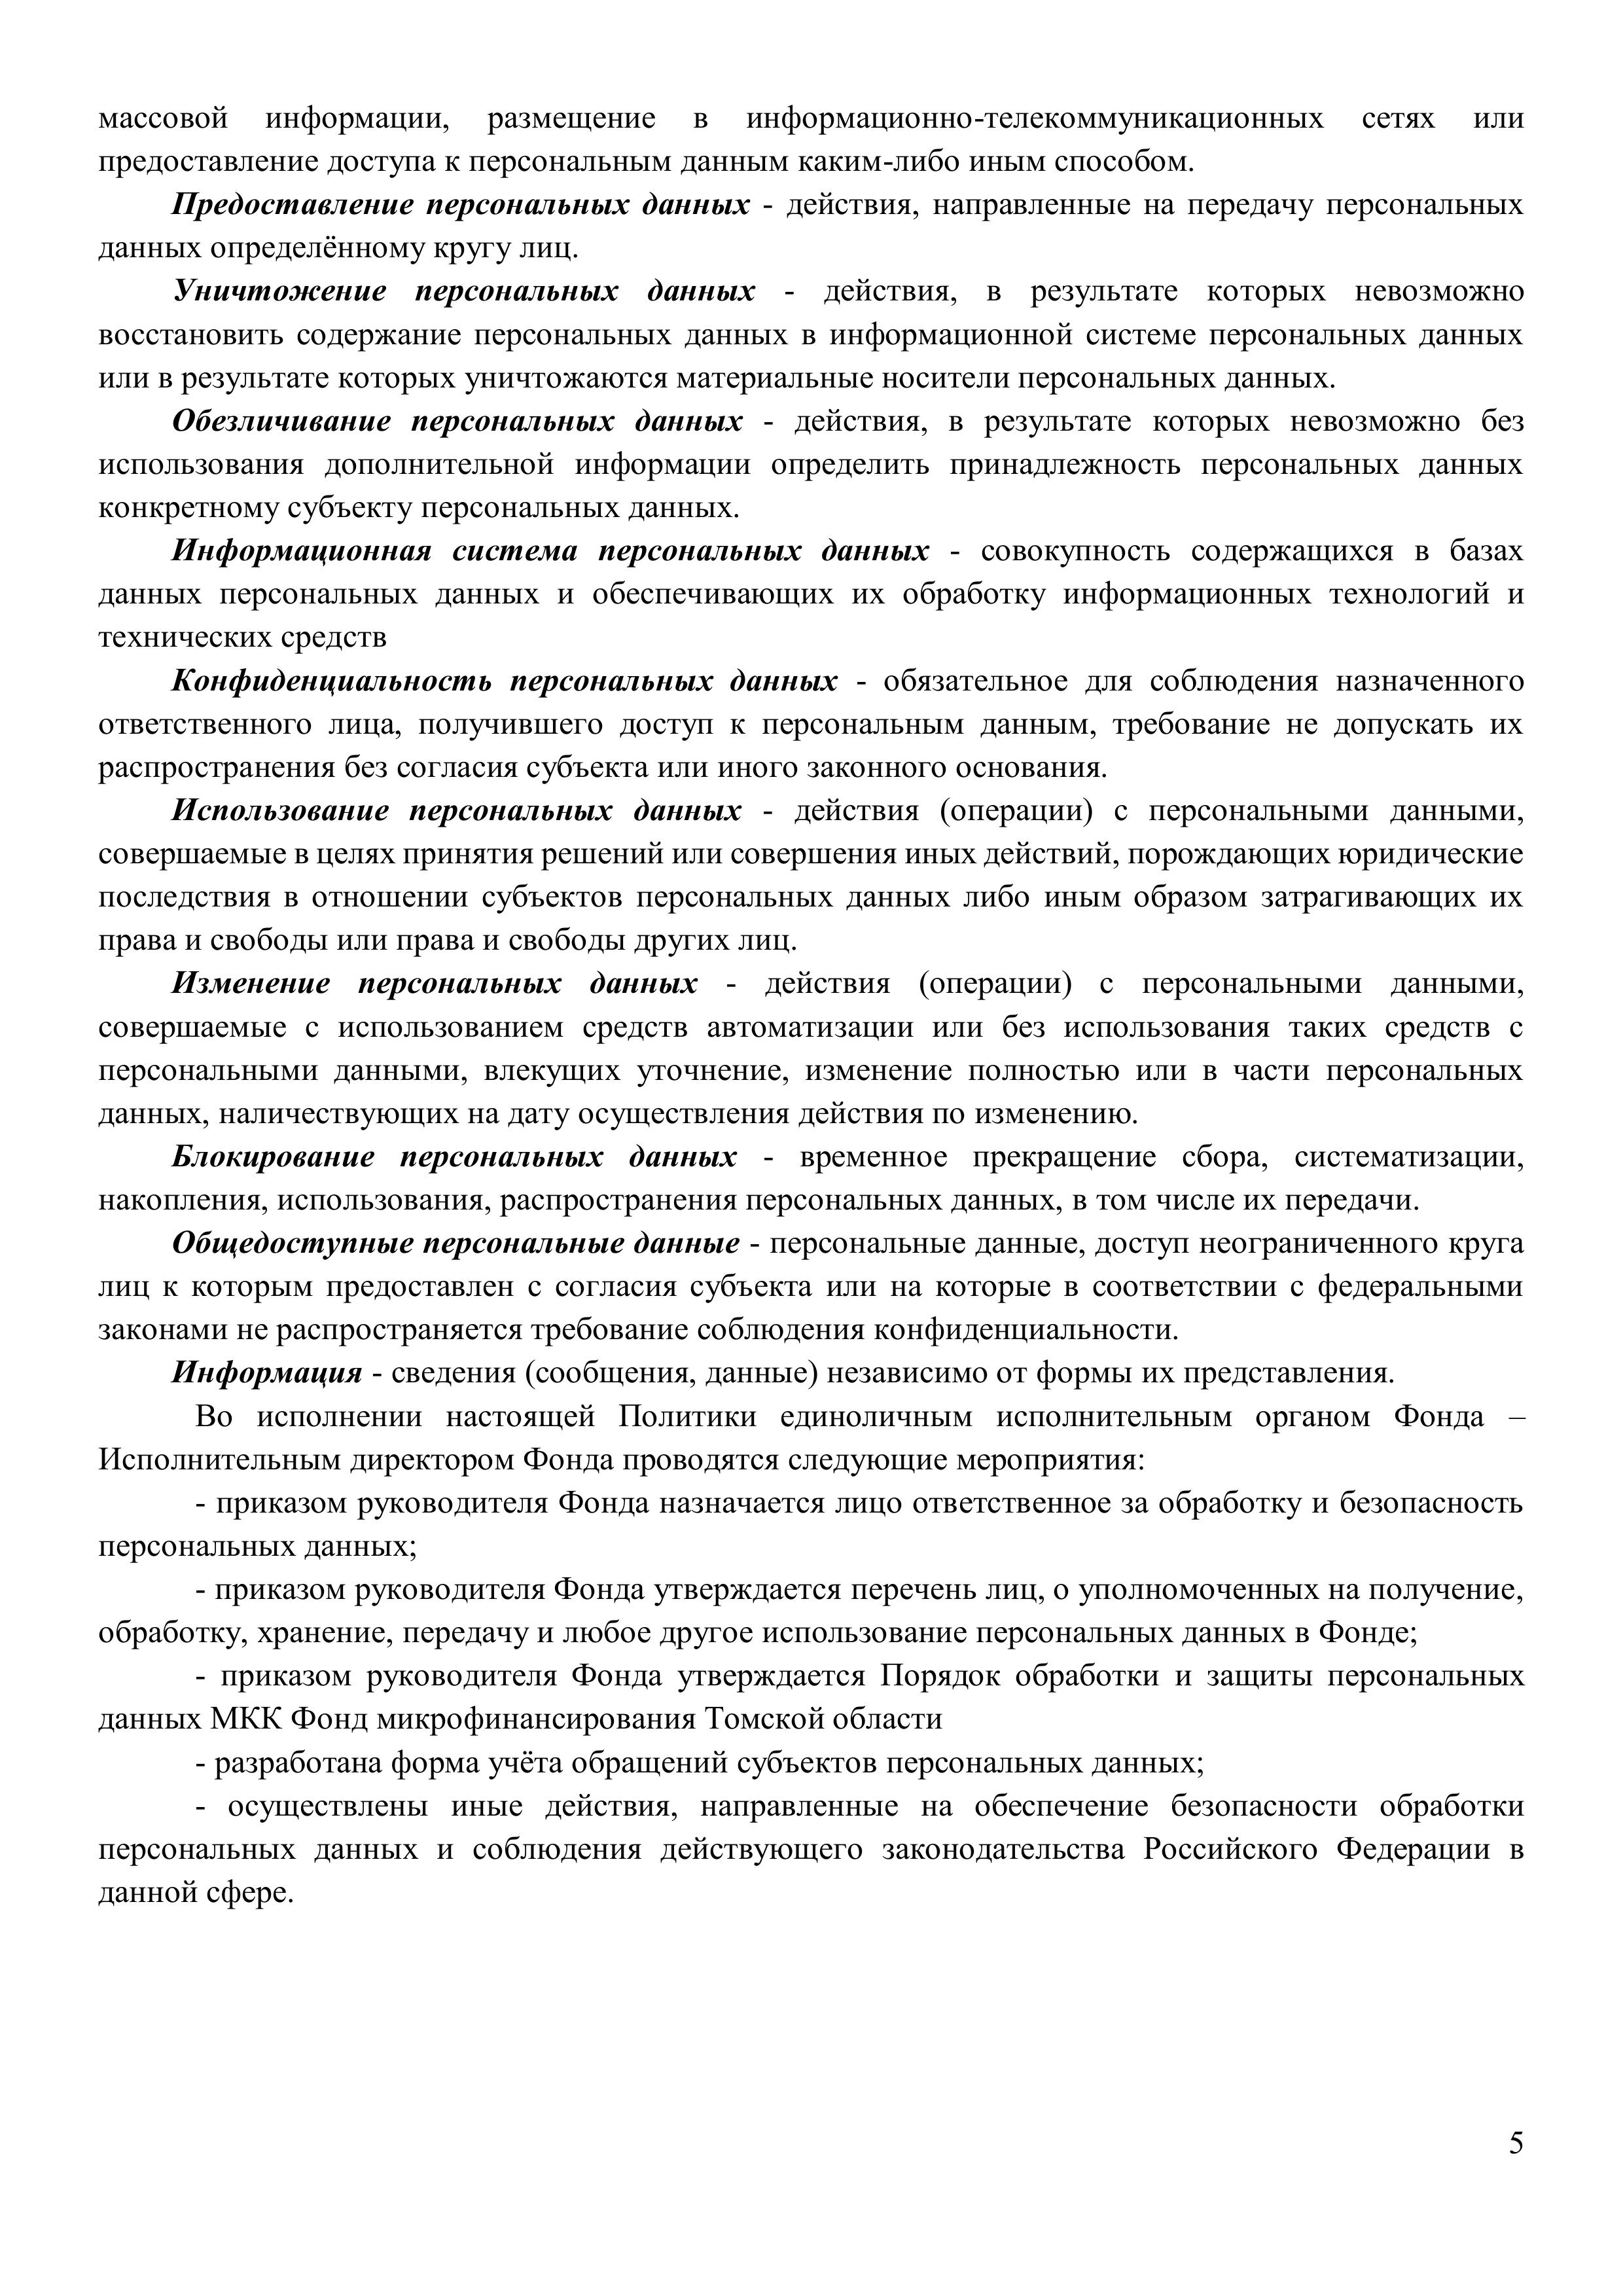 массовой информации, размещение в информационно-телекоммуникационных сетях или
предоставление доступа к персональным данным каким-либо иным способом.
Предоставление персональных данных - действия, направленные на передачу персональных
данных определённому кругу лиц.
Уничтожение персональных данных - действия, в результате которых невозможно
восстановить содержание персональных данных в информационной системе персональных данных
или в результате которых уничтожаются материальные носители персональных данных.
Обезличивание персональных данных - действия, в результате которых невозможно без
использования дополнительной информации определить принадлежность персональных данных
конкретному субъекту персональных данных.
Информационная система персональных данных - совокупность содержащихся в базах
данных персональных данных и обеспечивающих их обработку информационных технологий и
технических средств
Конфиденциальность персональных данных - обязательное для соблюдения назначенного
ответственного лица, получившего доступ к персональным данным, требование не допускать их
распространения без согласия субъекта или иного законного основания.
Использование персональных данных - действия (операции) с персональными данными,
совершаемые в целях принятия решений или совершения иных действий, порождающих юридические
последствия в отношении субъектов персональных данных либо иным образом затрагивающих их
права и свободы или права и свободы других лиц.
Изменение персональных данных - действия (операции) с персональными данными,
совершаемые с использованием средств автоматизации или без использования таких средств с
персональными данными, влекущих уточнение, изменение полностью или в части персональных
данных, наличествующих на дату осуществления действия по изменению.
Блокирование персональных данных - временное прекращение сбора, систематизации,
накопления, использования, распространения персональных данных, в том числе их передачи.
Общедоступные персональные данные - персональные данные, доступ неограниченного круга
лиц к которым предоставлен с согласия субъекта или на которые в соответствии с федеральными
законами не распространяется требование соблюдения конфиденциальности.
Информация - сведения (сообщения, данные) независимо от формы их представления.
Во исполнении настоящей Политики единоличным исполнительным органом Фонда –
Исполнительным директором Фонда проводятся следующие мероприятия:
- приказом руководителя Фонда назначается лицо ответственное за обработку и безопасность
персональных данных;
- приказом руководителя Фонда утверждается перечень лиц, о уполномоченных на получение,
обработку, хранение, передачу и любое другое использование персональных данных в Фонде;
- приказом руководителя Фонда утверждается Порядок обработки и защиты персональных
данных МКК Фонд микрофинансирования Томской области
- разработана форма учёта обращений субъектов персональных данных;
- осуществлены иные действия, направленные на обеспечение безопасности обработки
персональных данных и соблюдения действующего законодательства Российского Федерации в
данной сфере.
5